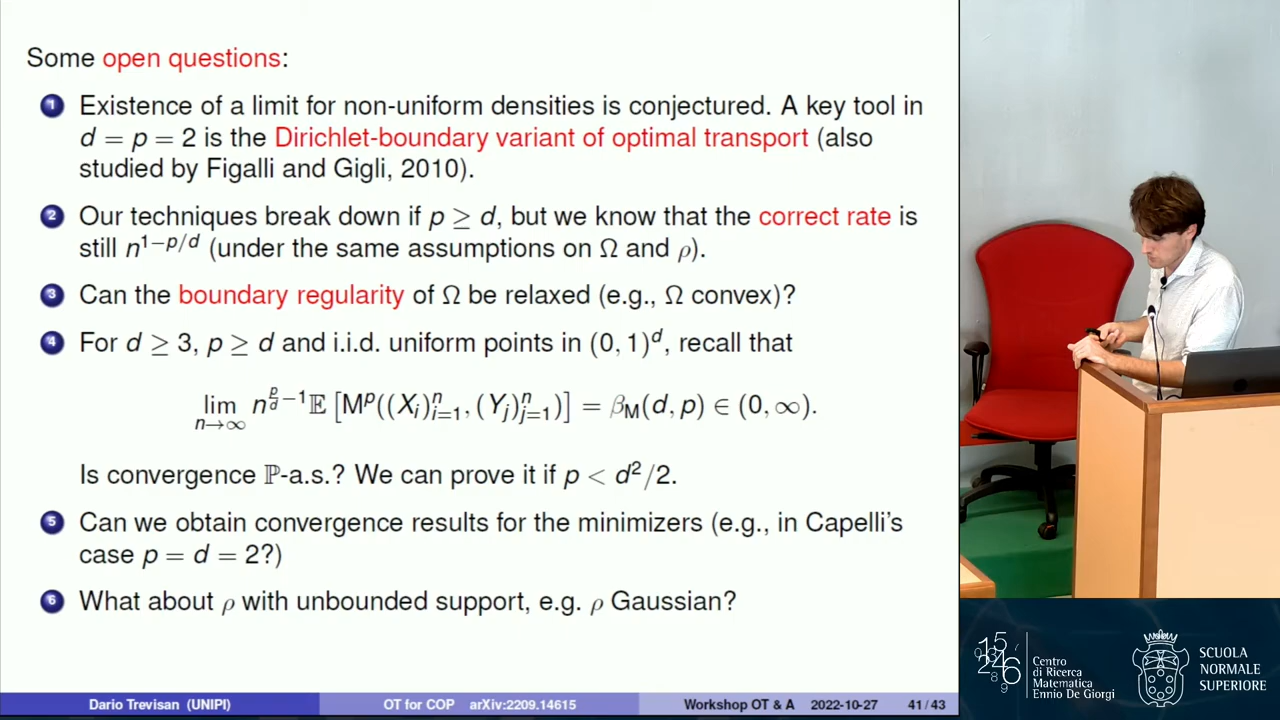 Some open questions:
1 Existence of a limit for non-uniform densities is conjectured. A key tool in
d = p = 2 is the Dirichlet-boundary variant of optimal transport (also
studied by Figalli and Gigli, 2010).
2 Our techniques break down if p ≥ d, but we know that the correct rate is
still n^{1−p/d} (under the same assumptions on Ω and ρ).
3 Can the boundary regularity of Ω be relaxed (e.g., Ω convex)?
4 For d ≥ 3, p ≥ d and i.i.d. uniform points in (0, 1)^d, recall that
lim_{n→∞} n^{p/d−1} 𝔼 [M^p((X_i)_{i=1}^n, (Y_j)_{j=1}^n)] = β_M(d, p) ∈ (0, ∞).
Is convergence ℙ-a.s.? We can prove it if p < d²/2.
5 Can we obtain convergence results for the minimizers (e.g., in Capelli's
case p = d = 2?)
6 What about ρ with unbounded support, e.g. ρ Gaussian?
Dario Trevisan (UNIPI) OT for COP arXiv:2209.14615 Workshop OT & A 2022-10-27 41 / 43
Centro
di Ricerca
Matematica
Ennio De Giorgi
SCUOLA
NORMALE
SUPERIORE